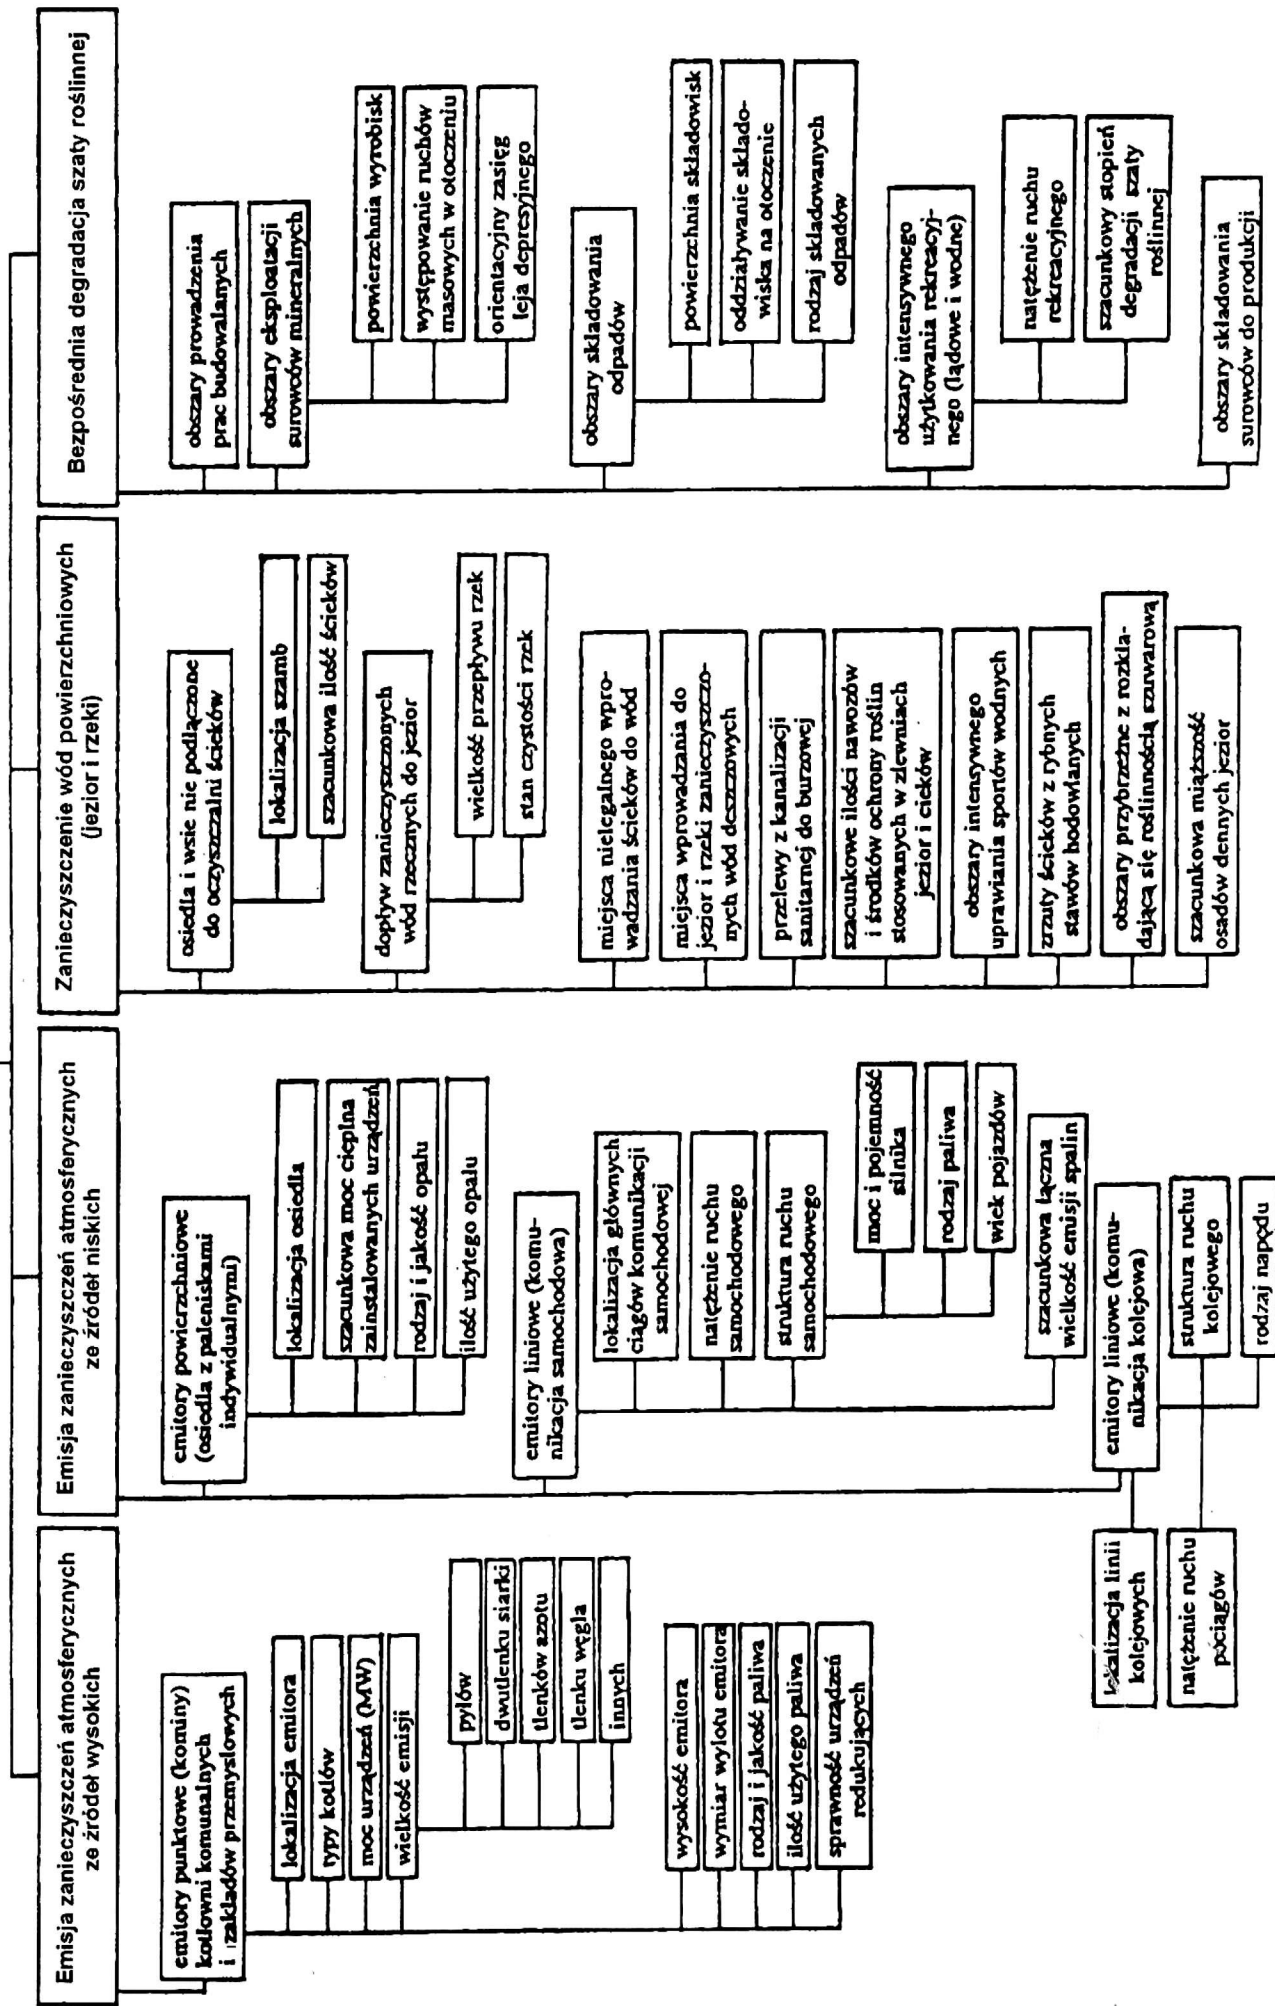 Emisja zanieczyszczeń atmosferycznych
ze źródeł wysokich
emitory punktowe (kominy)
kotłowni komunalnych
i zakładów przemysłowych
lokalizacja emitora
typy kotłów
moc urządzeń (MW)
wielkość emisji
pyłów
dwutlenku siarki
tlenków azotu
tlenku węgla
innych
wysokość emitora
wymiar wylotu emitora
rodzaj i jakość paliwa
ilość użytego paliwa
sprawność urządzeń
redukujących
Emisja zanieczyszczeń atmosferycznych
ze źródeł niskich
emitory powierzchniowe
(osiedla z paleniskami
indywidualnymi)
lokalizacja osiedla
szacunkowa moc cieplna
zainstalowanych urządzeń
rodzaj i jakość opału
ilość użytego opału
emitory liniowe (komu-
nikacja samochodowa)
lokalizacja głównych
ciągów komunikacji
samochodowej
natężenie ruchu
samochodowego
struktura ruchu
samochodowego
moc i pojemność
silnika
rodzaj paliwa
wiek pojazdów
szacunkowa łączna
wielkość emisji spalin
emitory liniowe (komu-
nikacja kolejowa)
lokalizacja linii
kolejowych
natężenie ruchu
pociągów
struktura ruchu
kolejowego
rodzaj napędu
Zanieczyszczenie wód powierzchniowych
(jezior i rzeki)
osiedla i wsie nie podłączone
do oczyszczalni ścieków
lokalizacja szamb
szacunkowa ilość ścieków
dopływ zanieczyszczonych
wód rzecznych do jezior
wielkość przepływu rzek
stan czystości rzek
miejsca nielegalnego wpro-
wadzania ścieków do wód
miejsca wprowadzania do
jezior i rzeki zanieczyszczo-
nych wód deszczowych
przelewy z kanalizacji
sanitarnej do burzowej
szacunkowe ilości nawozów
i środków ochrony roślin
stosowanych w zlewniach
jezior i cieków
obszary intensywnego
uprawiania sportów wodnych
zrzuty ścieków z rybnych
stawów hodowlanych
obszary przybrzeżne z rozkła-
dającą się roślinnością szuwarową
szacunkowa miąższość
osadów dennych jezior
Bezpośrednia degradacja szaty roślinnej
obszary prowadzenia
prac budowalanych
obszary eksploatacji
surowców mineralnych
powierzchnia wyrobisk
występowanie ruchów
masowych w otoczeniu
orientacyjny zasięg
leja depresyjnego
obszary składowania
odpadów
powierzchnia składowisk
oddziaływanie składo-
wiska na otoczenie
rodzaj składowanych
odpadów
obszary intensywnego
użytkowania rekreacyj-
nego (lądowe i wodne)
natężenie ruchu
rekreacyjnego
szacunkowy stopień
degradacji szaty
roślinnej
obszary składowania
surowców do produkcji